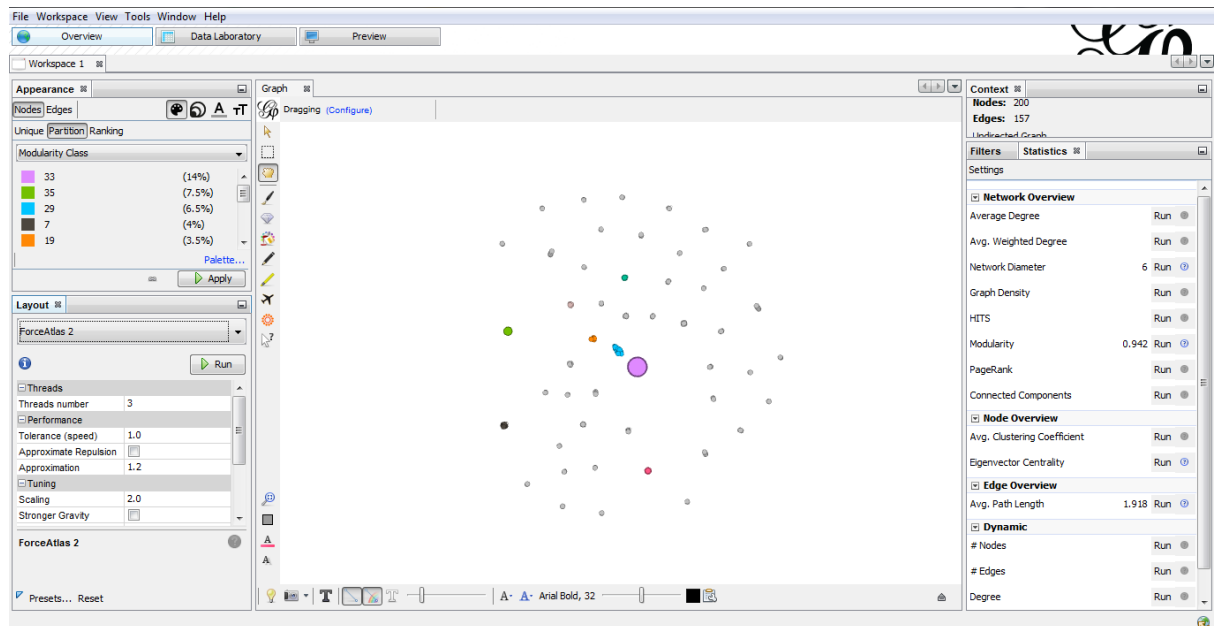 File Workspace View Tools Window Help
Overview Data Laboratory Preview
Workspace 1
Appearance
Nodes Edges
Unique Partition Ranking
Modularity Class
33 (14%)
35 (7.5%)
29 (6.5%)
7 (4%)
19 (3.5%)
Palette...
Apply
Layout
ForceAtlas 2
Run
Threads
Threads number 3
Performance
Tolerance (speed) 1.0
Approximate Repulsion
Approximation 1.2
Tuning
Scaling 2.0
Stronger Gravity
ForceAtlas 2
Presets... Reset
Graph
Dragging (Configure)
A- A- Arial Bold, 32
Context
Nodes: 200
Edges: 157
Undirected Graph
Filters Statistics
Settings
Network Overview
Average Degree Run
Avg. Weighted Degree Run
Network Diameter 6 Run
Graph Density Run
HITS Run
Modularity 0.942 Run
PageRank Run
Connected Components Run
Node Overview
Avg. Clustering Coefficient Run
Eigenvector Centrality Run
Edge Overview
Avg. Path Length 1.918 Run
Dynamic
# Nodes Run
# Edges Run
Degree Run